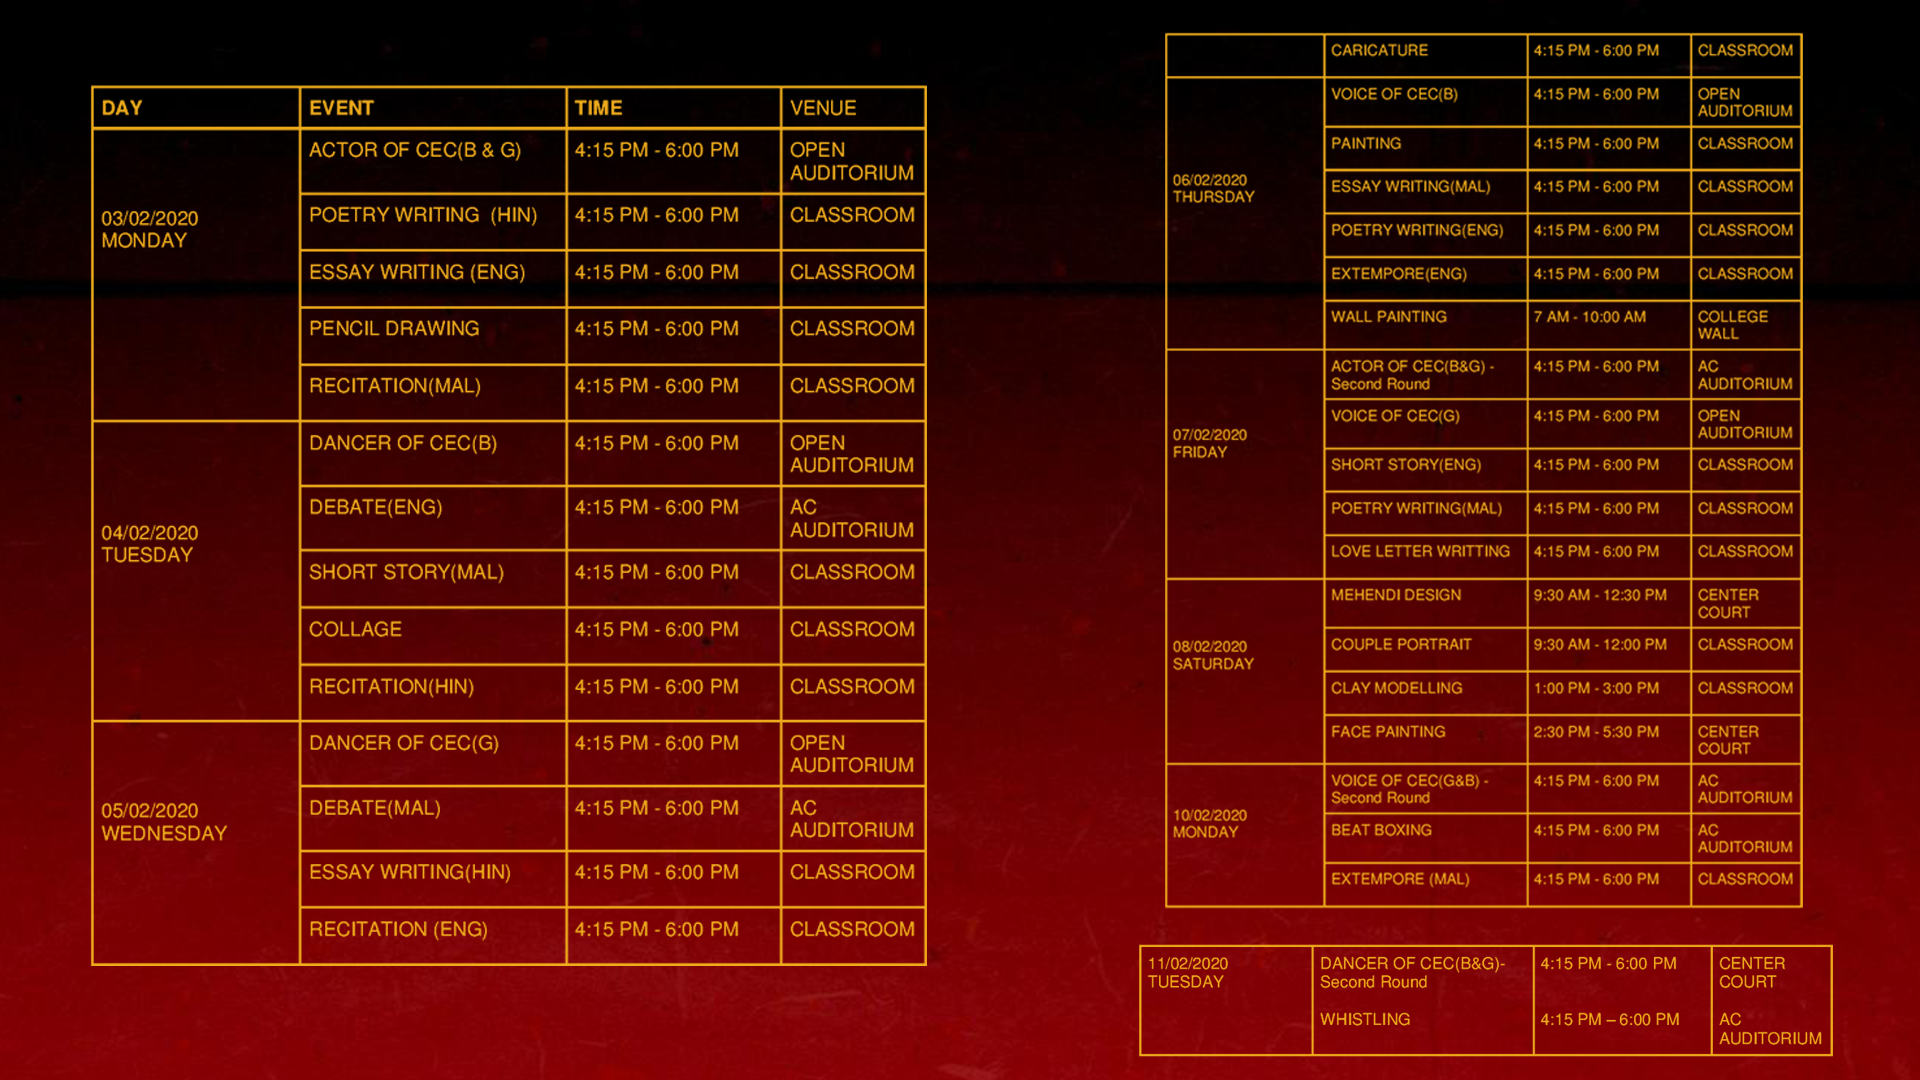 DAY EVENT TIME VENUE
ACTOR OF CEC(B & G) 4:15 PM - 6:00 PM OPEN
AUDITORIUM
03/02/2020
MONDAY
POETRY WRITING (HIN) 4:15 PM - 6:00 PM CLASSROOM
ESSAY WRITING (ENG) 4:15 PM - 6:00 PM CLASSROOM
PENCIL DRAWING 4:15 PM - 6:00 PM CLASSROOM
RECITATION(MAL) 4:15 PM - 6:00 PM CLASSROOM
04/02/2020
TUESDAY
DANCER OF CEC(B) 4:15 PM - 6:00 PM OPEN
AUDITORIUM
DEBATE(ENG) 4:15 PM - 6:00 PM AC
AUDITORIUM
SHORT STORY(MAL) 4:15 PM - 6:00 PM CLASSROOM
COLLAGE 4:15 PM - 6:00 PM CLASSROOM
RECITATION(HIN) 4:15 PM - 6:00 PM CLASSROOM
05/02/2020
WEDNESDAY
DANCER OF CEC(G) 4:15 PM - 6:00 PM OPEN
AUDITORIUM
DEBATE(MAL) 4:15 PM - 6:00 PM AC
AUDITORIUM
ESSAY WRITING(HIN) 4:15 PM - 6:00 PM CLASSROOM
RECITATION (ENG) 4:15 PM - 6:00 PM CLASSROOM
CARICATURE 4:15 PM - 6:00 PM CLASSROOM
06/02/2020
THURSDAY
VOICE OF CEC(B) 4:15 PM - 6:00 PM OPEN
AUDITORIUM
PAINTING 4:15 PM - 6:00 PM CLASSROOM
ESSAY WRITING(MAL) 4:15 PM - 6:00 PM CLASSROOM
POETRY WRITING(ENG) 4:15 PM - 6:00 PM CLASSROOM
EXTEMPORE(ENG) 4:15 PM - 6:00 PM CLASSROOM
WALL PAINTING 7 AM - 10:00 AM COLLEGE
WALL
07/02/2020
FRIDAY
ACTOR OF CEC(B&G) - 4:15 PM - 6:00 PM AC
Second Round AUDITORIUM
VOICE OF CEC(G) 4:15 PM - 6:00 PM OPEN
AUDITORIUM
SHORT STORY(ENG) 4:15 PM - 6:00 PM CLASSROOM
POETRY WRITING(MAL) 4:15 PM - 6:00 PM CLASSROOM
LOVE LETTER WRITTING 4:15 PM - 6:00 PM CLASSROOM
08/02/2020
SATURDAY
MEHENDI DESIGN 9:30 AM - 12:30 PM CENTER
COURT
COUPLE PORTRAIT 9:30 AM - 12:00 PM CLASSROOM
CLAY MODELLING 1:00 PM - 3:00 PM CLASSROOM
FACE PAINTING 2:30 PM - 5:30 PM CENTER
COURT
10/02/2020
MONDAY
VOICE OF CEC(G&B) - 4:15 PM - 6:00 PM AC
Second Round AUDITORIUM
BEAT BOXING 4:15 PM - 6:00 PM AC
AUDITORIUM
EXTEMPORE (MAL) 4:15 PM - 6:00 PM CLASSROOM
11/02/2020 DANCER OF CEC(B&G)- 4:15 PM - 6:00 PM CENTER
TUESDAY Second Round COURT
WHISTLING 4:15 PM – 6:00 PM AC
AUDITORIUM